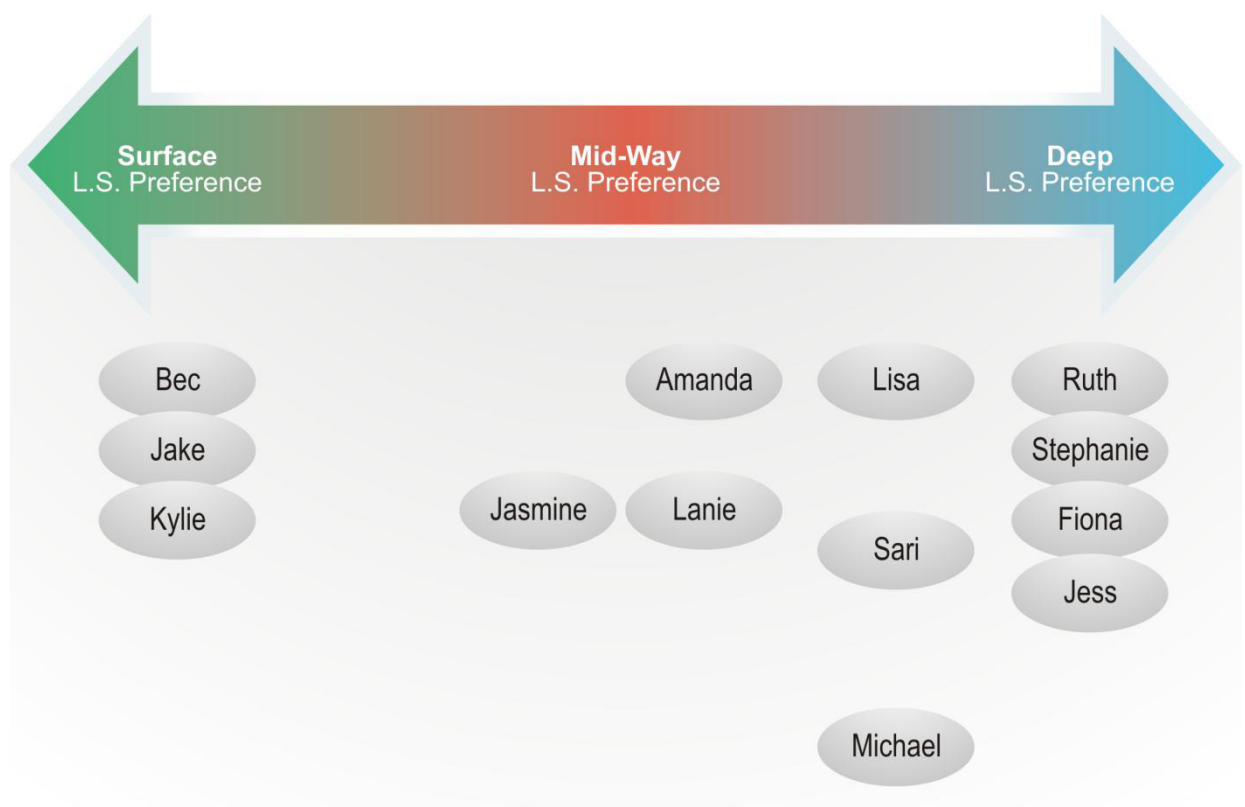 Surface
L.S. Preference
Mid-Way
L.S. Preference
Deep
L.S. Preference
Bec
Amanda
Lisa
Ruth
Jake
Stephanie
Jasmine
Lanie
Kylie
Fiona
Sari
Jess
Michael